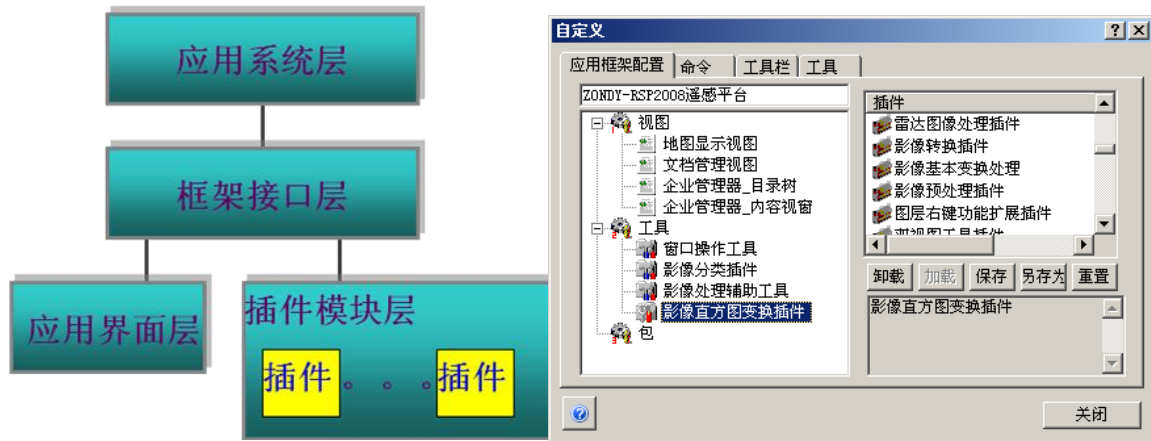 应用系统层
框架接口层
应用界面层
插件模块层
插件。。。插件
自定义
应用框架配置 命令 工具栏 工具
ZONDY-RSP2008遥感平台
视图
地图显示视图
文档管理视图
企业管理器_目录树
企业管理器_内容视窗
工具
窗口操作工具
影像分类插件
影像处理辅助工具
影像直方图变换插件
包
插件
雷达图像处理插件
影像转换插件
影像基本变换处理
影像预处理插件
图层右键功能扩展插件
卸载 加载 保存 另存为 重置
影像直方图变换插件
关闭